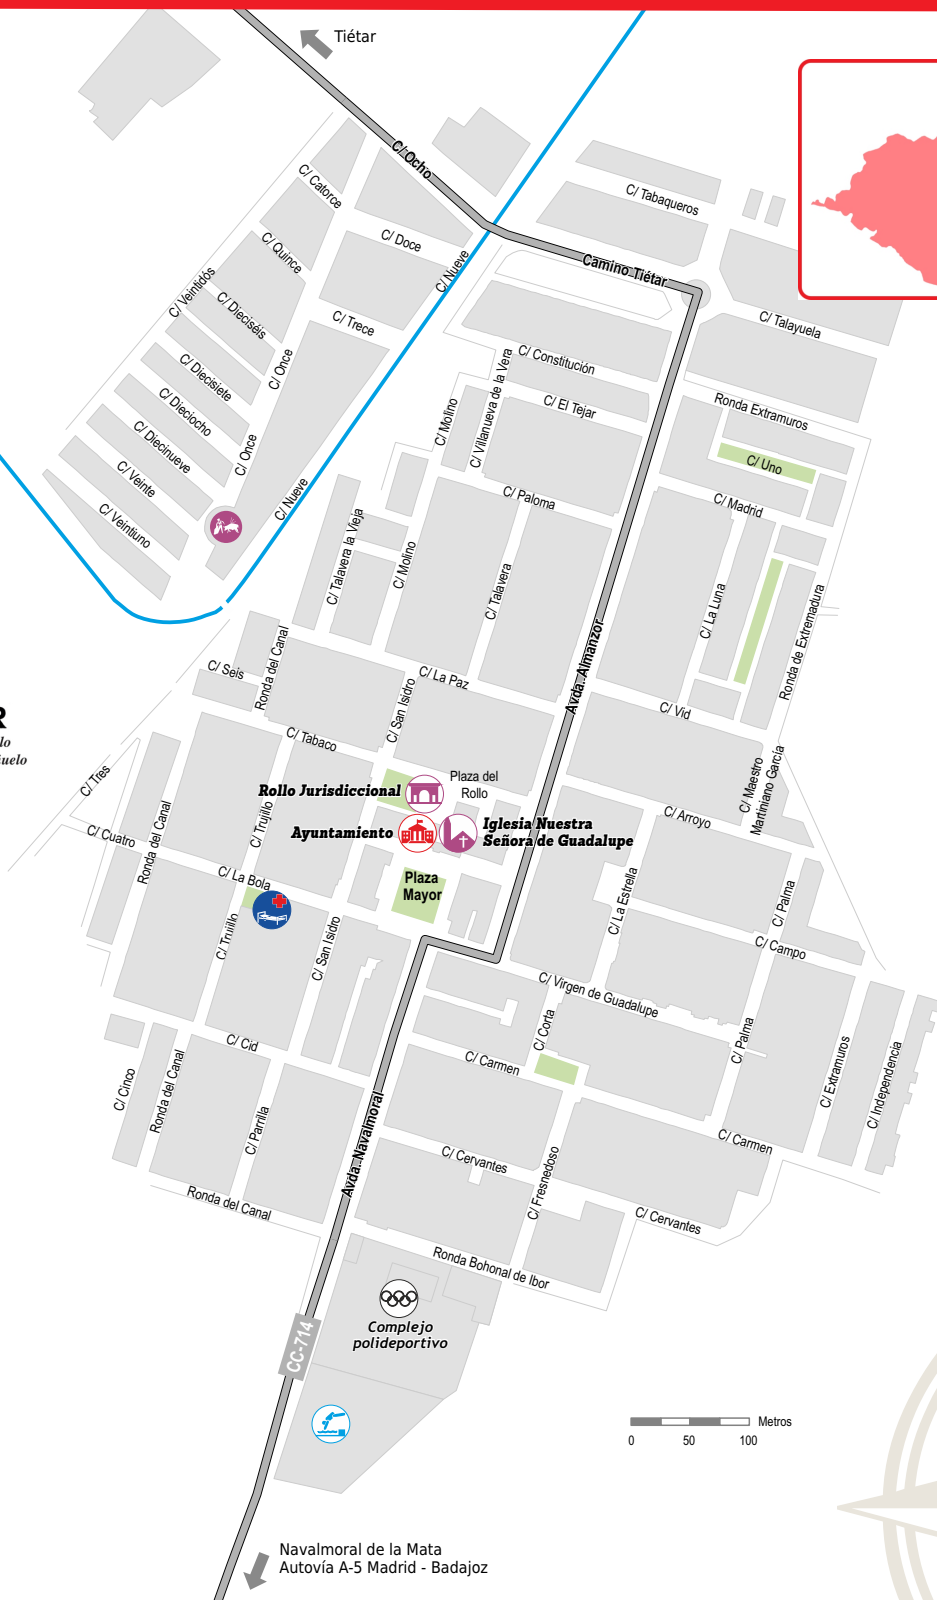 Tiétar
C/ Ocho
C/ Catorce
C/ Tabaqueros
C/ Doce
C/ Quince
C/ Nueve
Camino Tiétar
C/ Veintidós
C/ Dieciséis
C/ Trece
C/ Talayuela
C/ Constitución
C/ Once
C/ Diecisiete
C/ Villanueva de la Vera
C/ El Tejar
Ronda Extramuros
C/ Molino
C/ Dieciocho
C/ Diecinueve
C/ Once
C/ Uno
C/ Veinte
C/ Nueve
C/ Paloma
C/ Madrid
C/ Veintiuno
C/ Talavera la Vieja
C/ Molino
C/ Talavera
C/ La Luna
Ronda de Extremadura
Avda. Almanzor
C/ Seis
Ronda del Canal
C/ La Paz
C/ San Isidro
C/ Vid
R
lo
uelo
C/ Tabaco
C/ Tres
Plaza del
Rollo
Rollo Jurisdiccional
C/ Maestro
Martiniano García
C/ Trujillo
Ronda del Canal
C/ Cuatro
Ayuntamiento
Iglesia Nuestra
Señora de Guadalupe
C/ Arroyo
C/ La Bola
Plaza
Mayor
C/ La Estrella
C/ Palma
C/ Trujillo
C/ San Isidro
C/ Campo
C/ Virgen de Guadalupe
C/ Corta
C/ Cid
C/ Palma
C/ Carmen
C/ Extramuros
C/ Independencia
C/ Cinco
Ronda del Canal
C/ Parrilla
Avda. Navalmoral
C/ Carmen
C/ Cervantes
C/ Fresnedoso
Ronda del Canal
C/ Cervantes
Ronda Bohonal de Ibor
Complejo
polideportivo
CC-714
Metros
0 50 100
Navalmoral de la Mata
Autovía A-5 Madrid - Badajoz